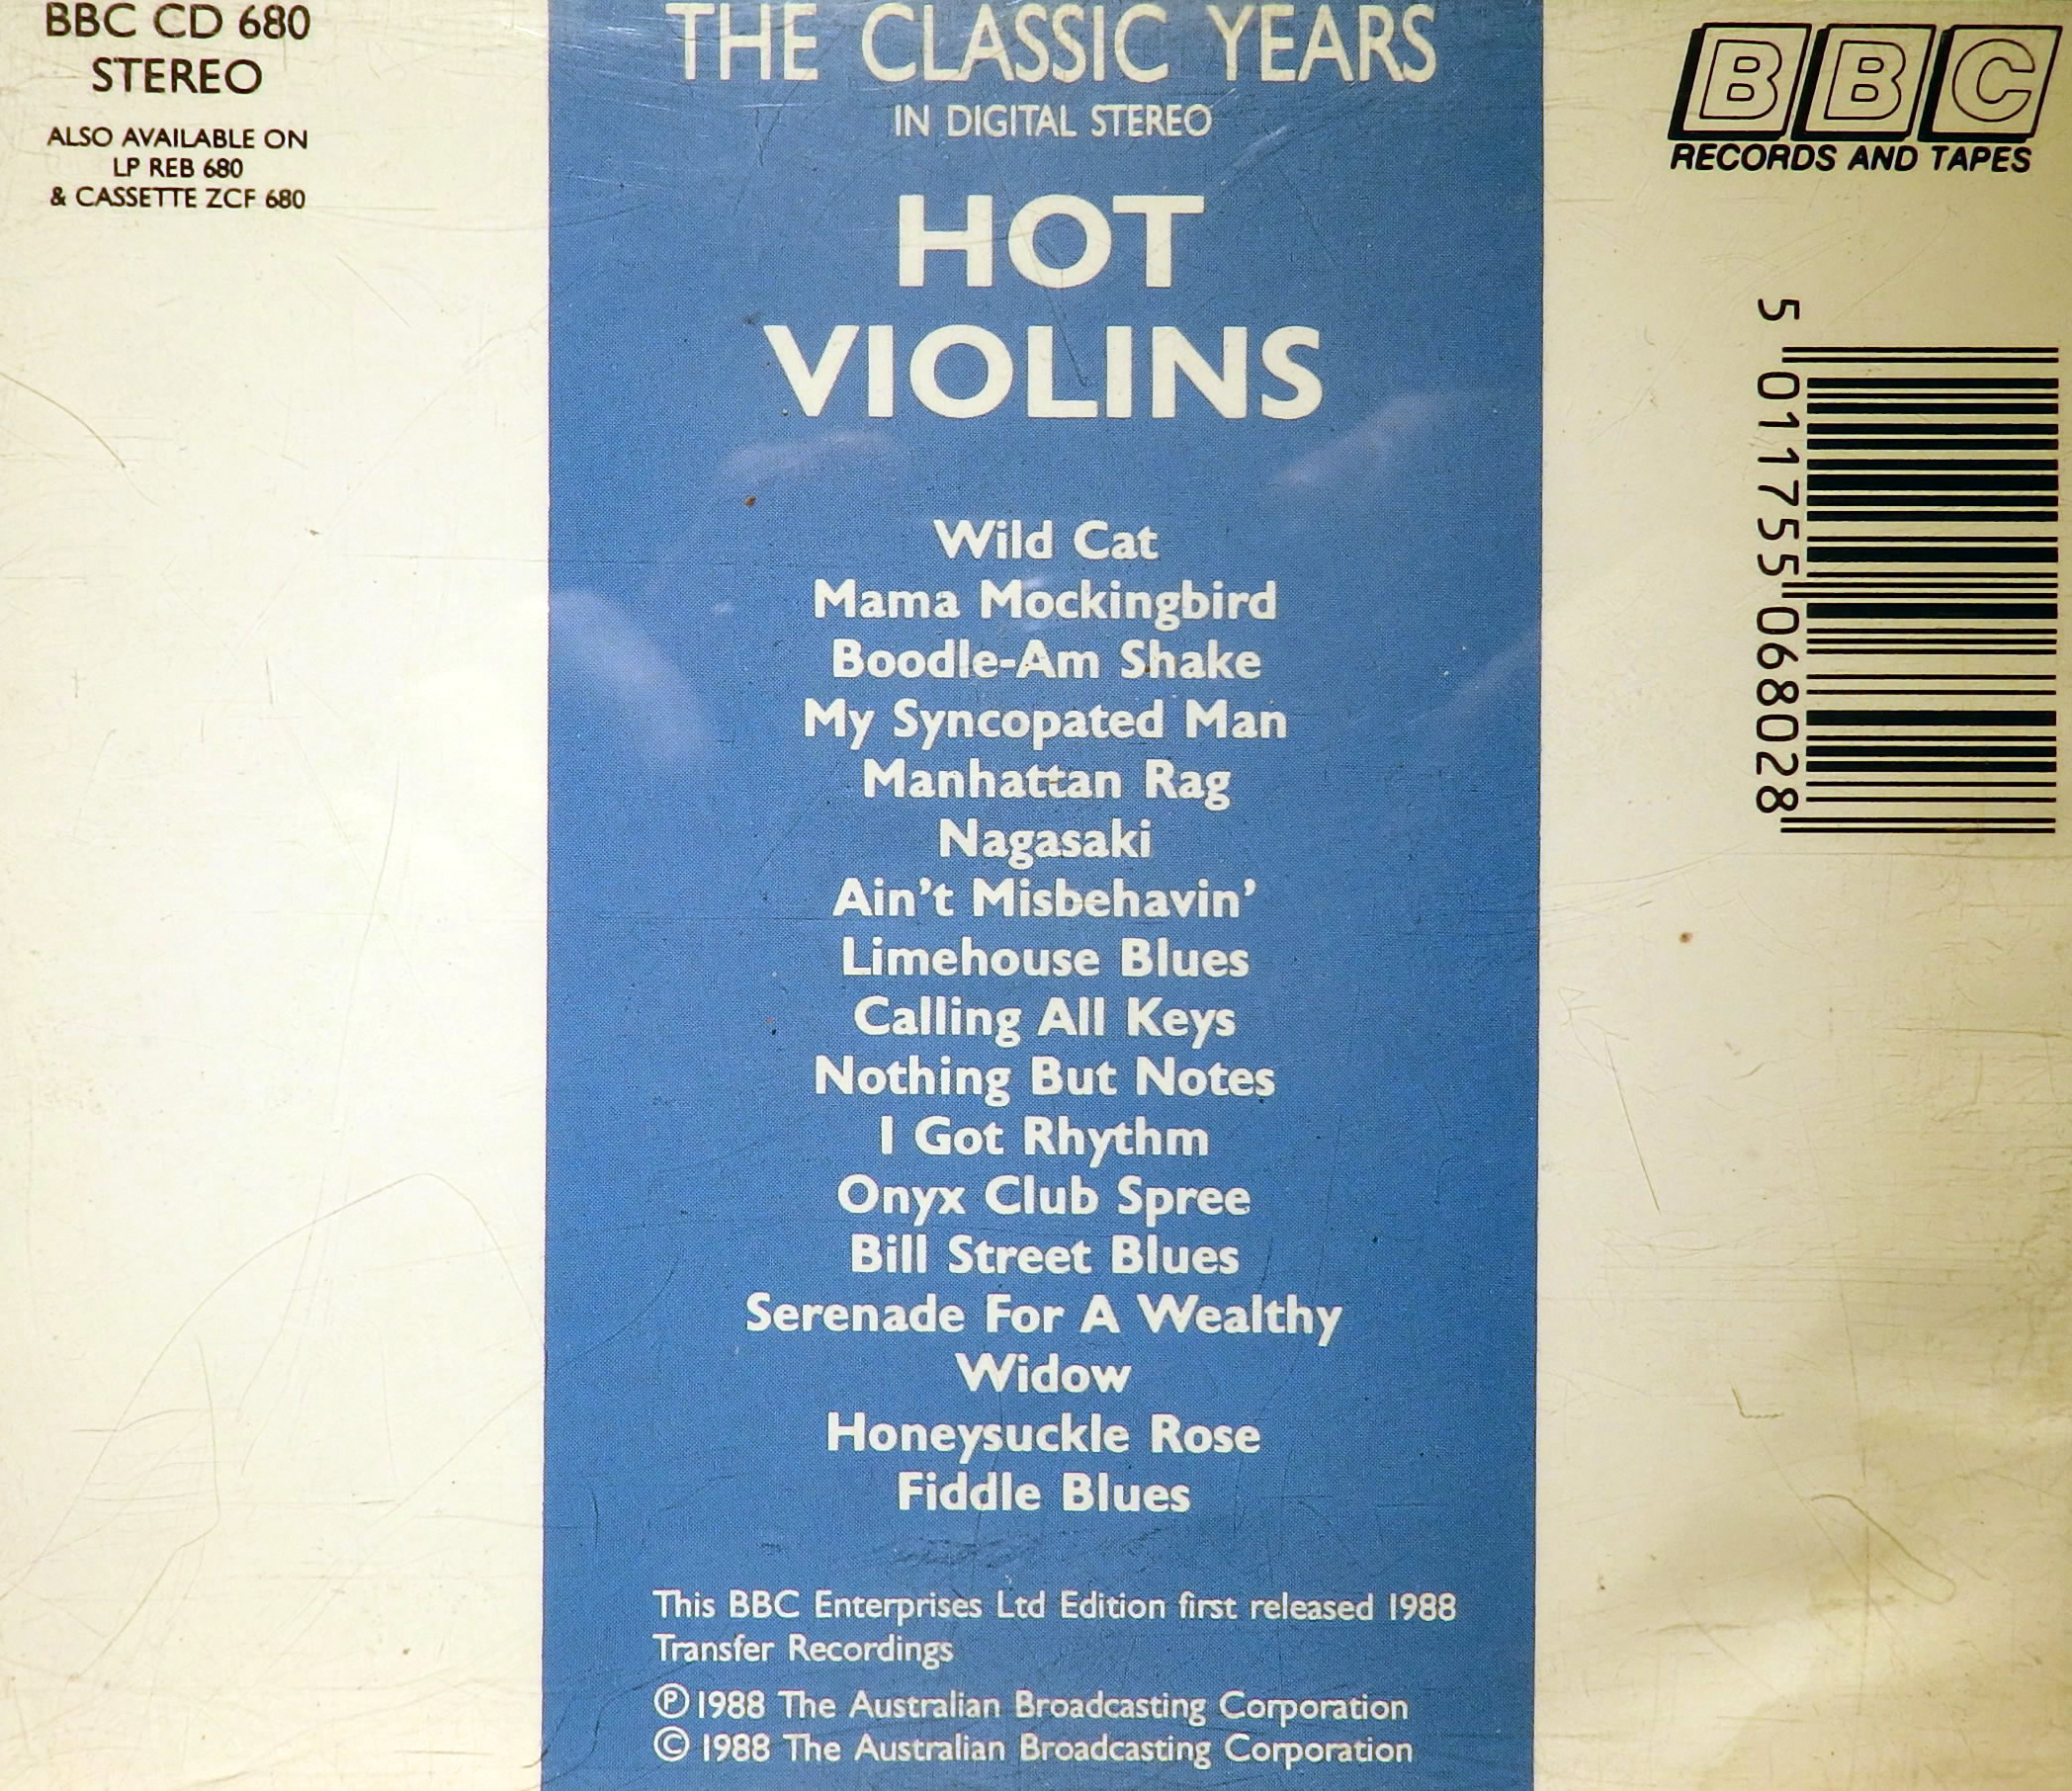 BBC CD 680
STEREO
ALSO AVAILABLE ON
LP REB 680
& CASSETTE ZCF 680
THE CLASSIC YEARS
IN DIGITAL STEREO
HOT
VIOLINS
Wild Cat
Mama Mockingbird
Boodle-Am Shake
My Syncopated Man
Manhattan Rag
Nagasaki
Ain't Misbehavin'
Limehouse Blues
Calling All Keys
Nothing But Notes
I Got Rhythm
Onyx Club Spree
Bill Street Blues
Serenade For A Wealthy
Widow
Honeysuckle Rose
Fiddle Blues
This BBC Enterprises Ltd Edition first released 1988
Transfer Recordings
℗ 1988 The Australian Broadcasting Corporation
© 1988 The Australian Broadcasting Corporation
BBC
RECORDS AND TAPES
5 011755 068028